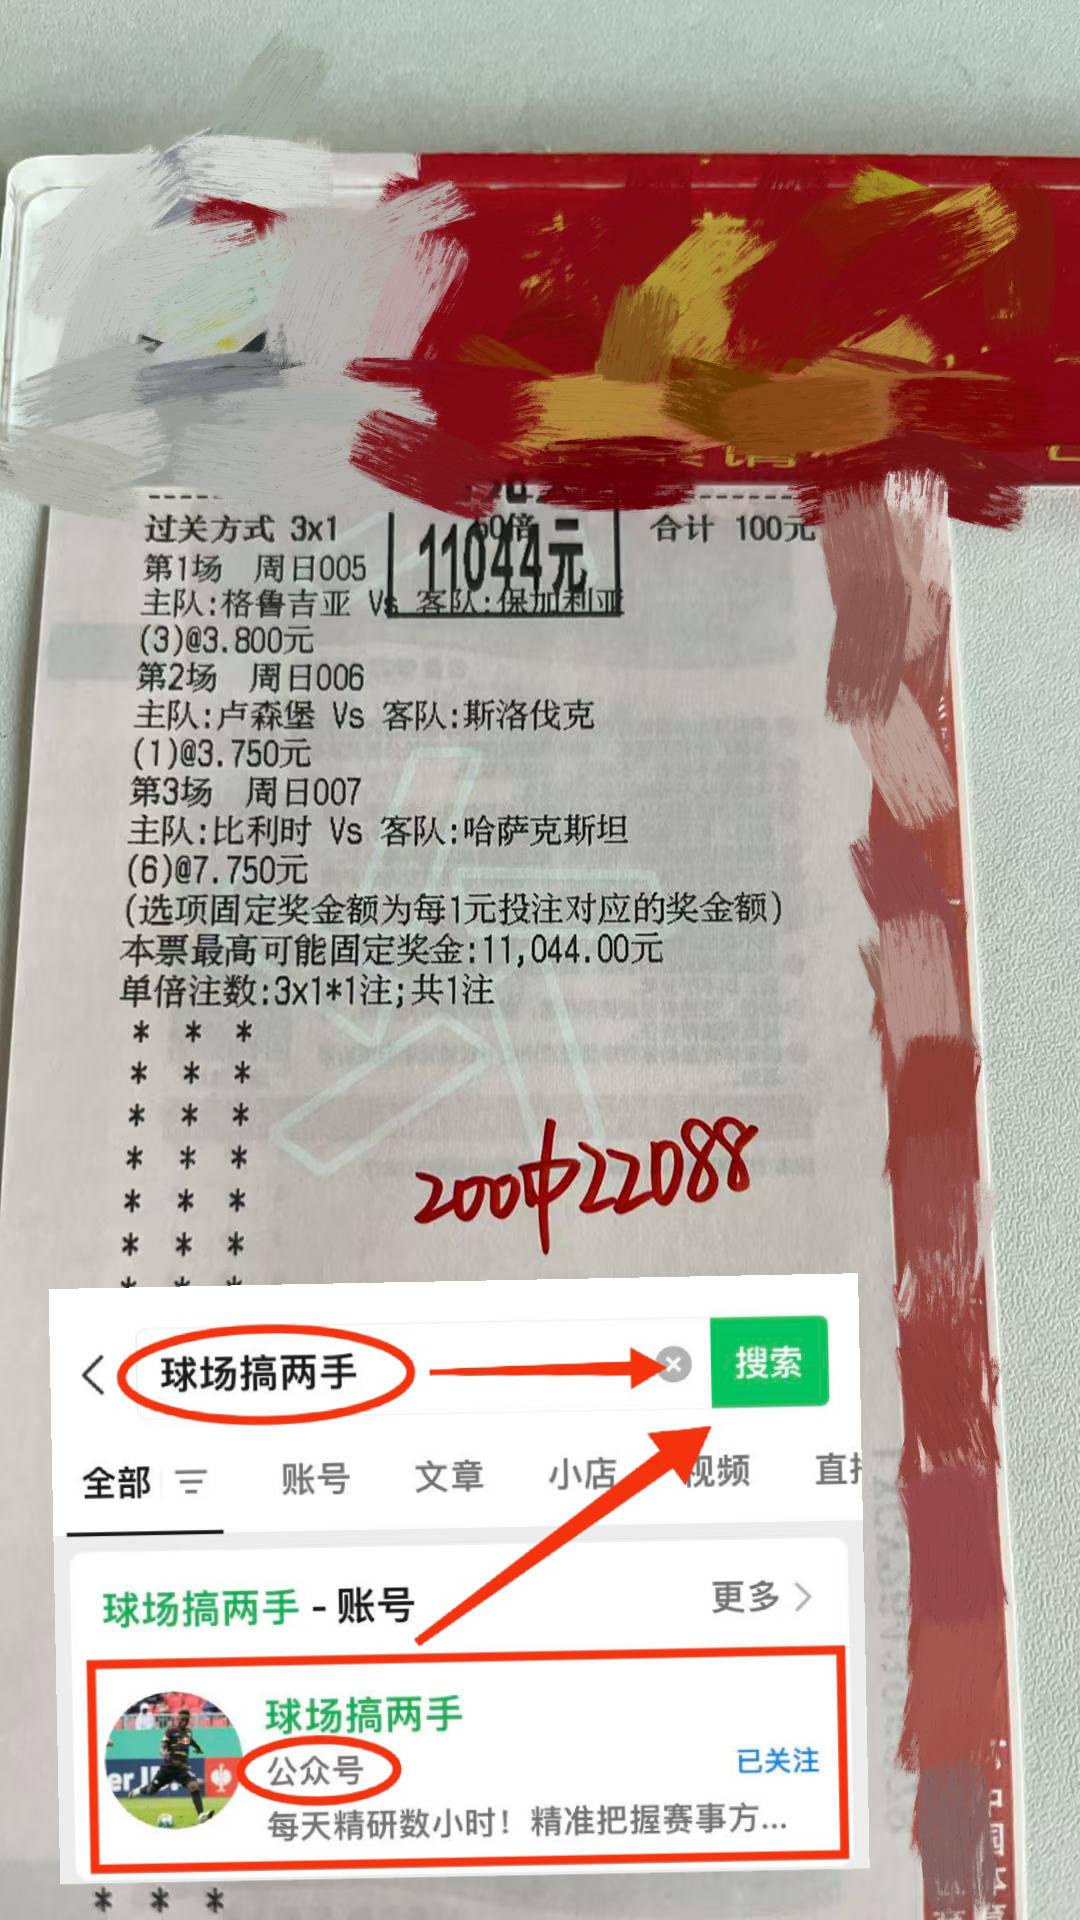 过关方式 3x1 50倍 合计 100元
11044元
第1场 周日005
主队:格鲁吉亚 Vs 客队:保加利亚
(3)@3.800元
第2场 周日006
主队:卢森堡 Vs 客队:斯洛伐克
(1)@3.750元
第3场 周日007
主队:比利时 Vs 客队:哈萨克斯坦
(6)@7.750元
(选项固定奖金额为每1元投注对应的奖金额)
本票最高可能固定奖金:11,044.00元
单倍注数:3x1*1注;共1注
* * *
* * *
* * *
* * *
* * *
* * *
* * *
200中22088
球场搞两手 搜索
全部 账号 文章 小店 视频 直播
球场搞两手 - 账号 更多
球场搞两手
公众号 已关注
每天精研数小时！精准把握赛事方...
* * *